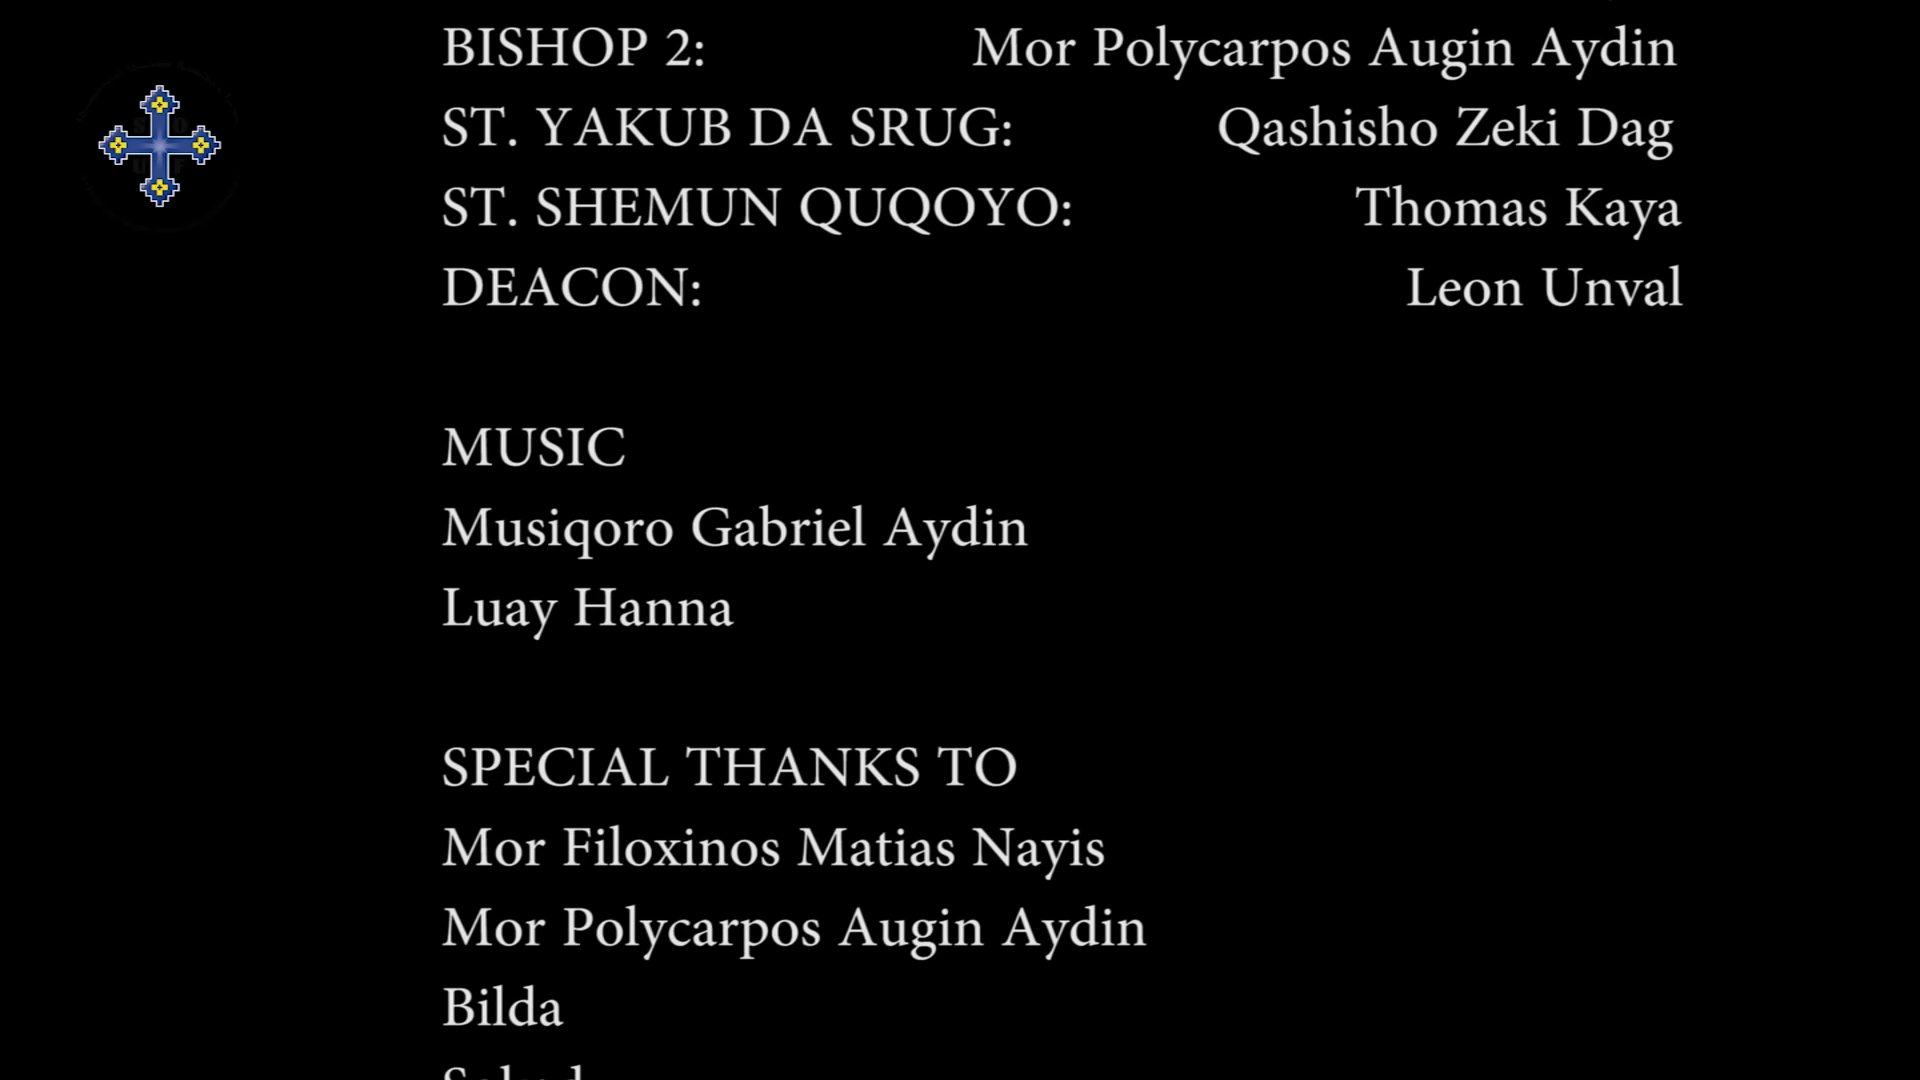 BISHOP 2: Mor Polycarpos Augin Aydin
ST. YAKUB DA SRUG: Qashisho Zeki Dag
ST. SHEMUN QUQOYO: Thomas Kaya
DEACON: Leon Unval
MUSIC
Musiqoro Gabriel Aydin
Luay Hanna
SPECIAL THANKS TO
Mor Filoxinos Matias Nayis
Mor Polycarpos Augin Aydin
Bilda